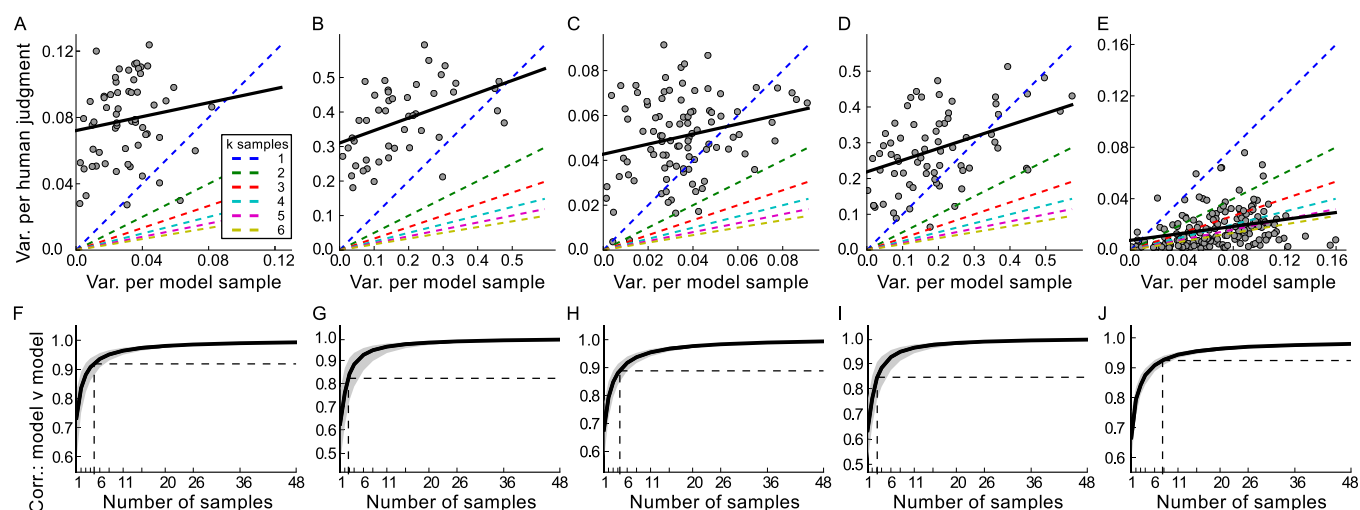 A
B
C
D
E
Var. per human judgment
0.12
0.08
0.04
0.0
0.0 0.04 0.08 0.12
Var. per model sample
k samples
1
2
3
4
5
6
0.5
0.4
0.3
0.2
0.1
0.0
0.0 0.1 0.2 0.3 0.4 0.5
Var. per model sample
0.08
0.06
0.04
0.02
0.0
0.0 0.02 0.04 0.06 0.08
Var. per model sample
0.5
0.4
0.3
0.2
0.1
0.0
0.0 0.1 0.2 0.3 0.4 0.5
Var. per model sample
0.16
0.12
0.08
0.04
0.0
0.0 0.04 0.08 0.12 0.16
Var. per model sample
F
G
H
I
J
Corr.: model v model
1.0
0.9
0.8
0.7
0.6
1 6 11 16 26 36 48
Number of samples
1.0
0.9
0.8
0.7
0.6
0.5
1 6 11 16 26 36 48
Number of samples
1.0
0.9
0.8
0.7
0.6
1 6 11 16 26 36 48
Number of samples
1.0
0.9
0.8
0.7
0.6
0.5
1 6 11 16 26 36 48
Number of samples
1.0
0.9
0.8
0.7
0.6
1 10 20 30 48
Number of samples